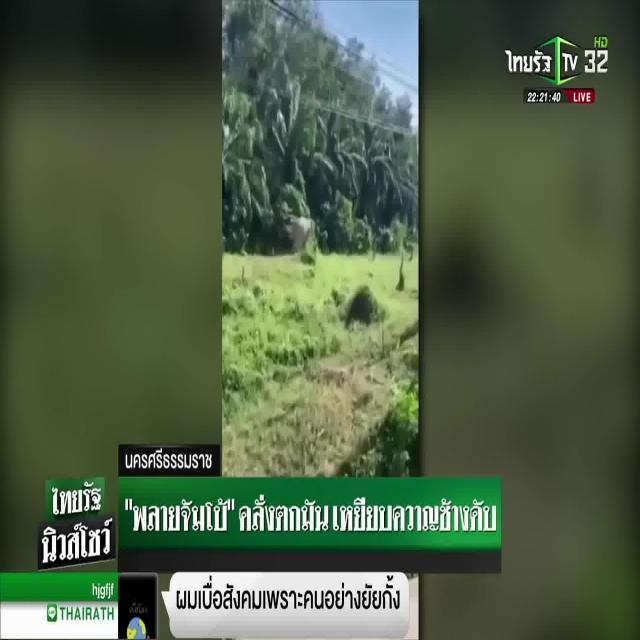 ไทยรัฐ TV 32 HD
22:21:40 LIVE
นครศรีธรรมราช
"พลายจัมโบ้" คลั่งตกมัน เหยียบควาญช้างดับ
ไทยรัฐ
นิวส์โชว์
hjgfjf
ผมเบื่อสังคมเพราะคนอย่างยัยกั้ง
LINE THAIRATH